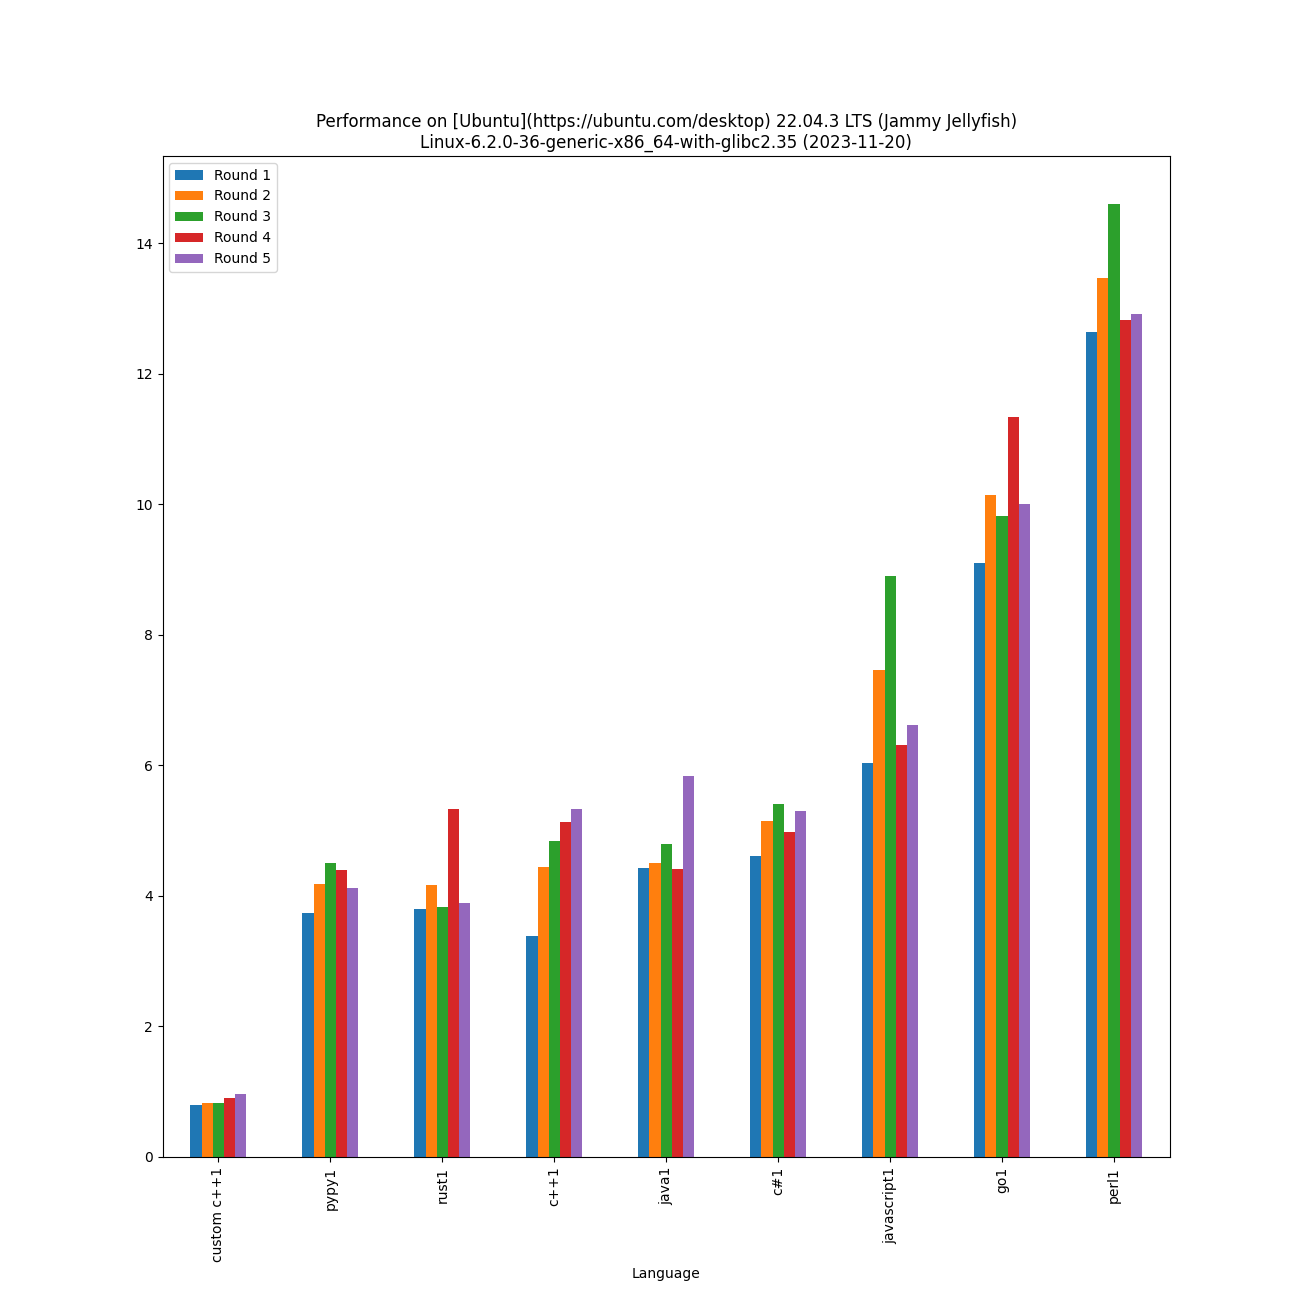 Performance on [Ubuntu](https://ubuntu.com/desktop) 22.04.3 LTS (Jammy Jellyfish)
Linux-6.2.0-36-generic-x86_64-with-glibc2.35 (2023-11-20)
Round 1
Round 2
Round 3
Round 4
Round 5
14
12
10
8
6
4
2
0
custom c++1
pypy1
rust1
c++1
java1
c#1
javascript1
go1
perl1
Language